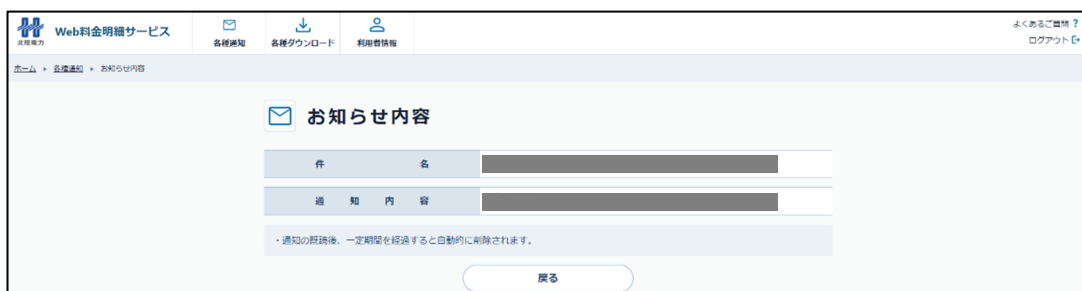 北陸電力
Web料金明細サービス
各種通知
各種ダウンロード
利用者情報
よくあるご質問 ?
ログアウト
ホーム ▸ 各種通知 ▸ お知らせ内容
お知らせ内容
件名
通知内容
・通知の既読後、一定期間を経過すると自動的に削除されます。
戻る